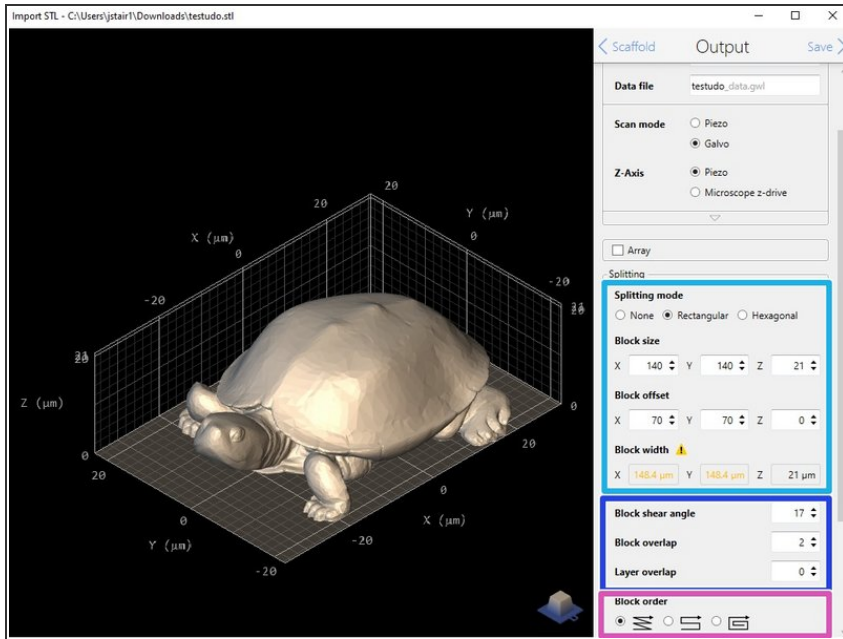 Import STL - C:\Users\jstair1\Downloads\testudo.stl
Scaffold Output Save
Data file testudo_data.gwl
Scan mode Piezo
Galvo
Z-Axis Piezo
Microscope z-drive
Array
Splitting
Splitting mode
None Rectangular Hexagonal
Block size
X 140 Y 140 Z 21
Block offset
X 70 Y 70 Z 0
Block width
X 148.4 µm Y 148.4 µm Z 21 µm
Block shear angle 17
Block overlap 2
Layer overlap 0
Block order
20
20
Y (µm)
X (µm)
0
0
-20
-20
Z (µm)
0
0
20
20
0
0
Y (µm)
X (µm)
-20
-20